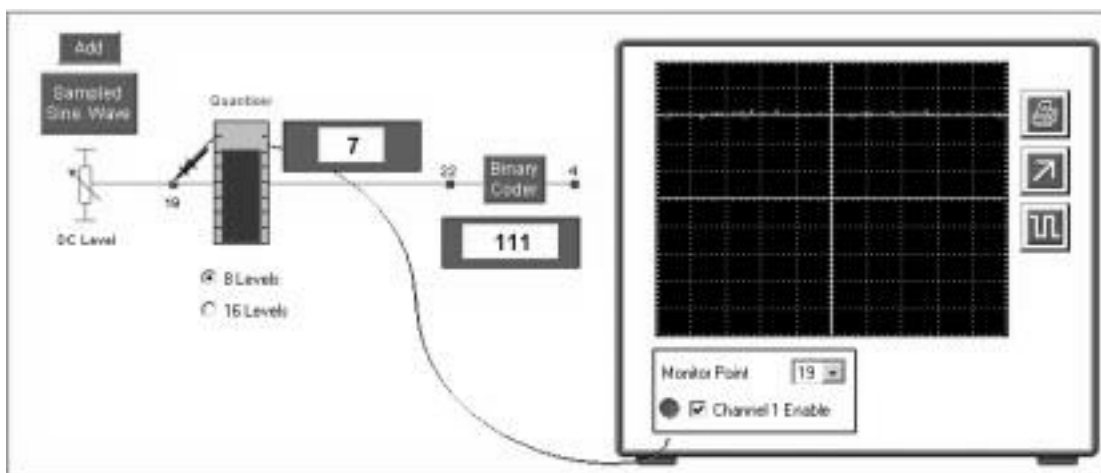 Add
Sampled
Sine Wave
Quantiser
7
19
22
Binary
Coder
4
DC Level
111
8 Levels
16 Levels
Monitor Point
19
Channel 1 Enable